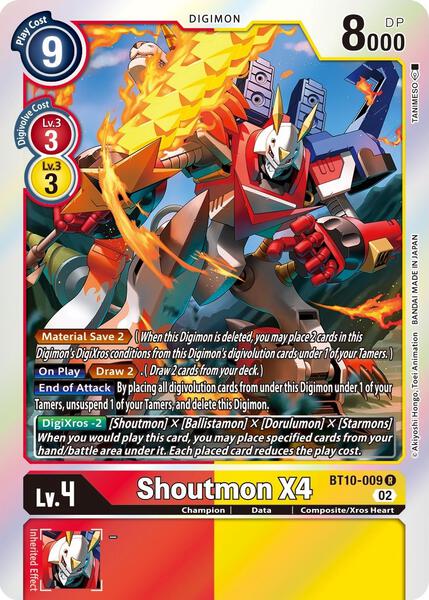 Play Cost
9
DIGIMON
8000
DP
Digivolve Cost
Lv.3
3
Lv.3
3
TANIMESO
© Akiyoshi Hongo, Toei Animation BANDAI MADE IN JAPAN
Material Save 2 (When this Digimon is deleted, you may place 2 cards in this
Digimon's DigiXros conditions from this Digimon's digivolution cards under 1 of your Tamers.)
On Play Draw 2. (Draw 2 cards from your deck.)
End of Attack By placing all digivolution cards from under this Digimon under 1 of your
Tamers, unsuspend 1 of your Tamers, and delete this Digimon.
DigiXros -2 [Shoutmon] × [Ballistamon] × [Dorulumon] × [Starmons]
When you would play this card, you may place specified cards from your
hand/battle area under it. Each placed card reduces the play cost.
Lv.4
Shoutmon X4
BT10-009 R
02
Champion | Data | Composite/Xros Heart
Inherited Effect
-